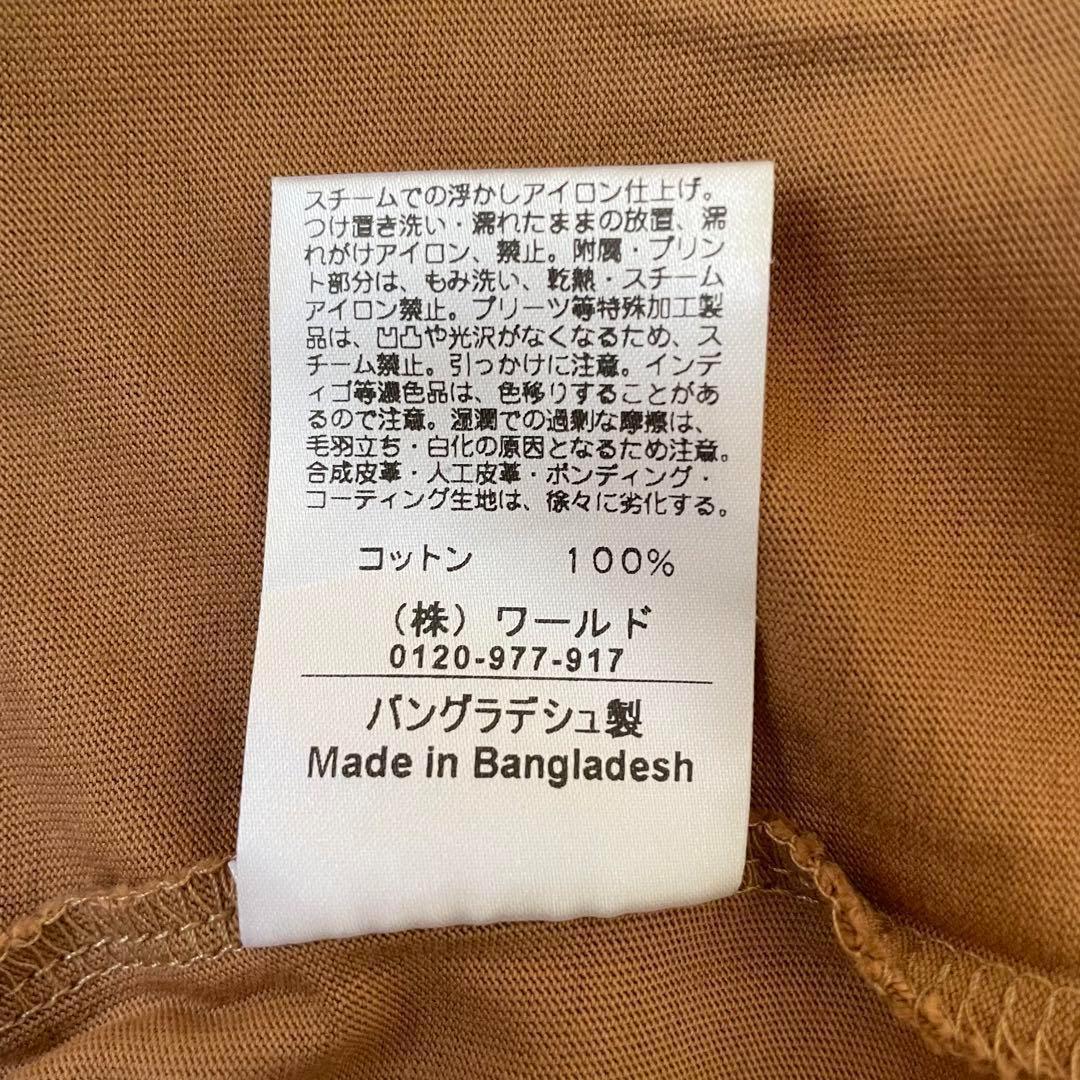 スチームでの浮かしアイロン仕上げ。
つけ置き洗い・濡れたままの放置、濡
れがけアイロン、禁止。附属・プリン
ト部分は、もみ洗い、乾熱・スチーム
アイロン禁止。プリーツ等特殊加工製
品は、凹凸や光沢がなくなるため、ス
チーム禁止。引っかけに注意。インデ
ィゴ等濃色品は、色移りすることがあ
るので注意。湿潤での過剰な摩擦は、
毛羽立ち・白化の原因となるため注意。
合成皮革・人工皮革・ボンディング・
コーティング生地は、徐々に劣化する。
コットン 100%
（株）ワールド
0120-977-917
バングラデシュ製
Made in Bangladesh